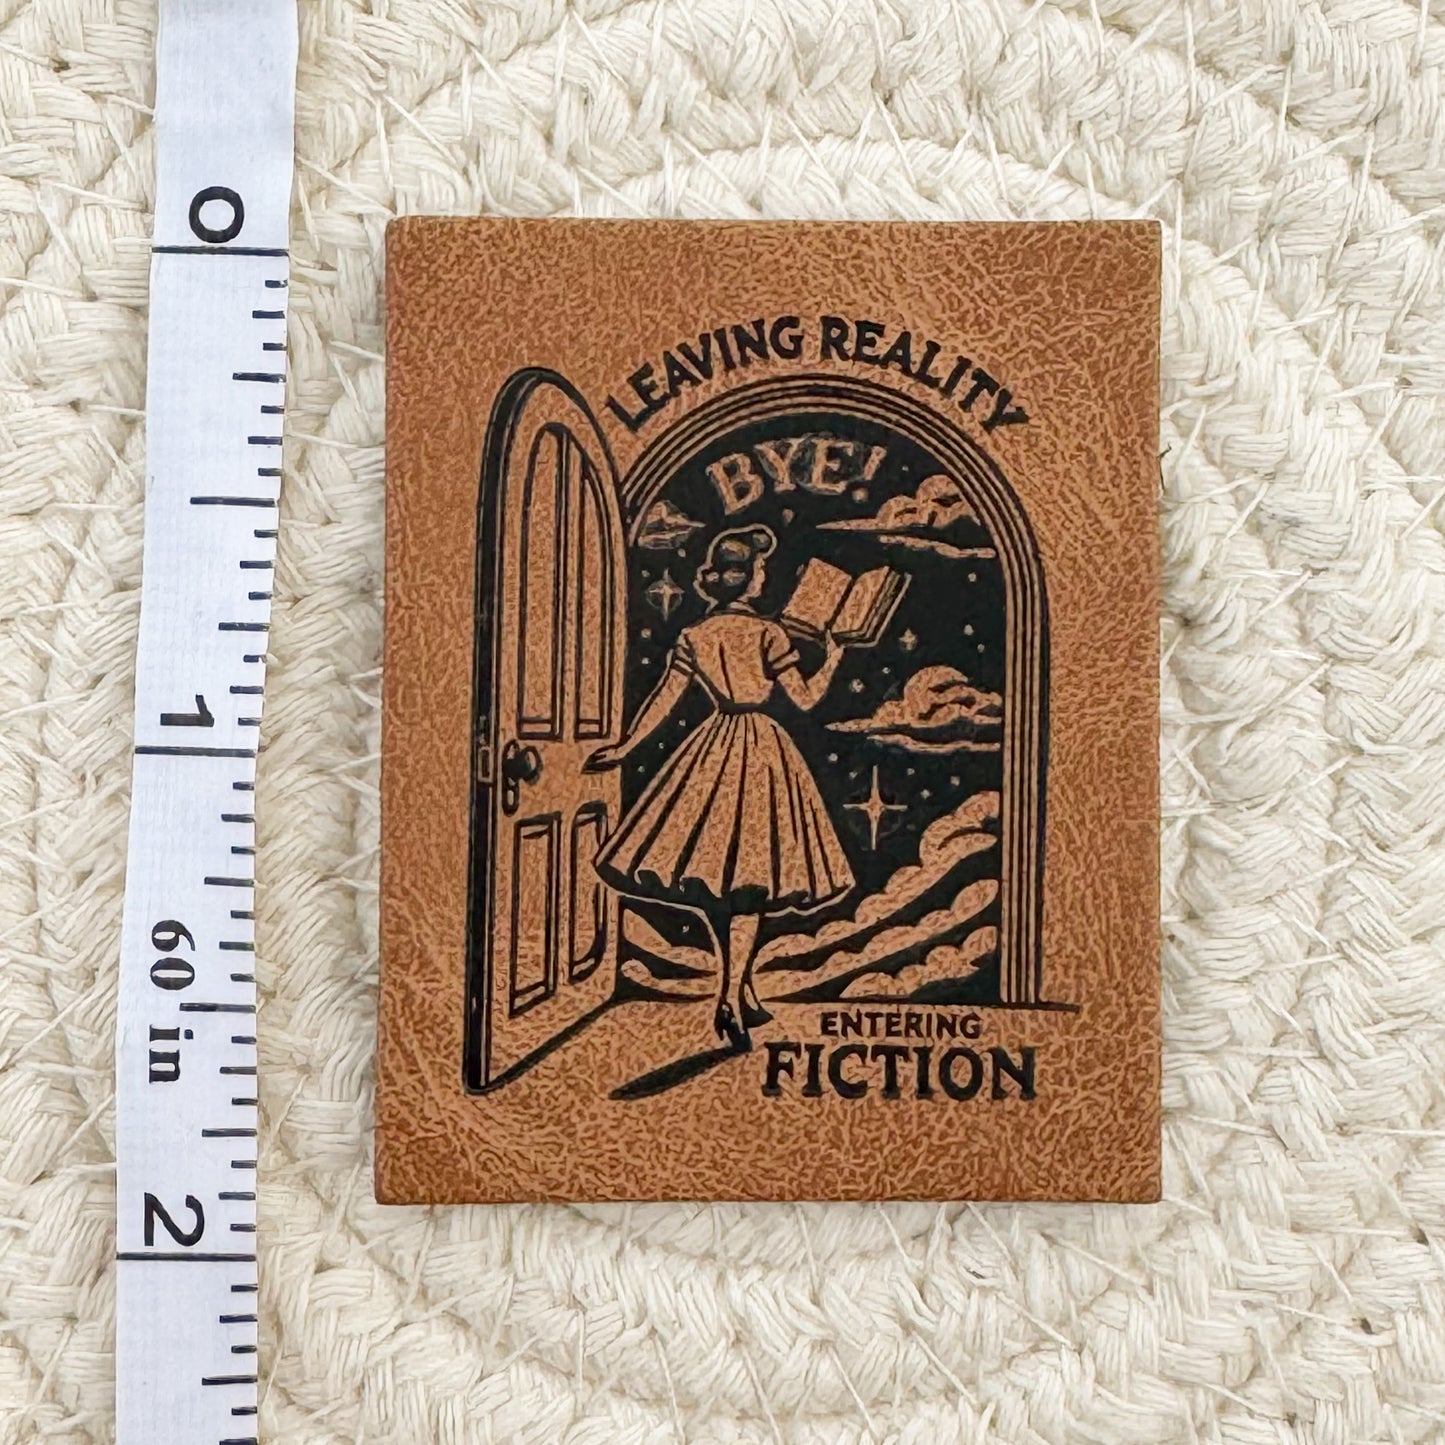 0
1
60 in
2
LEAVING REALITY
BYE!
ENTERING
FICTION